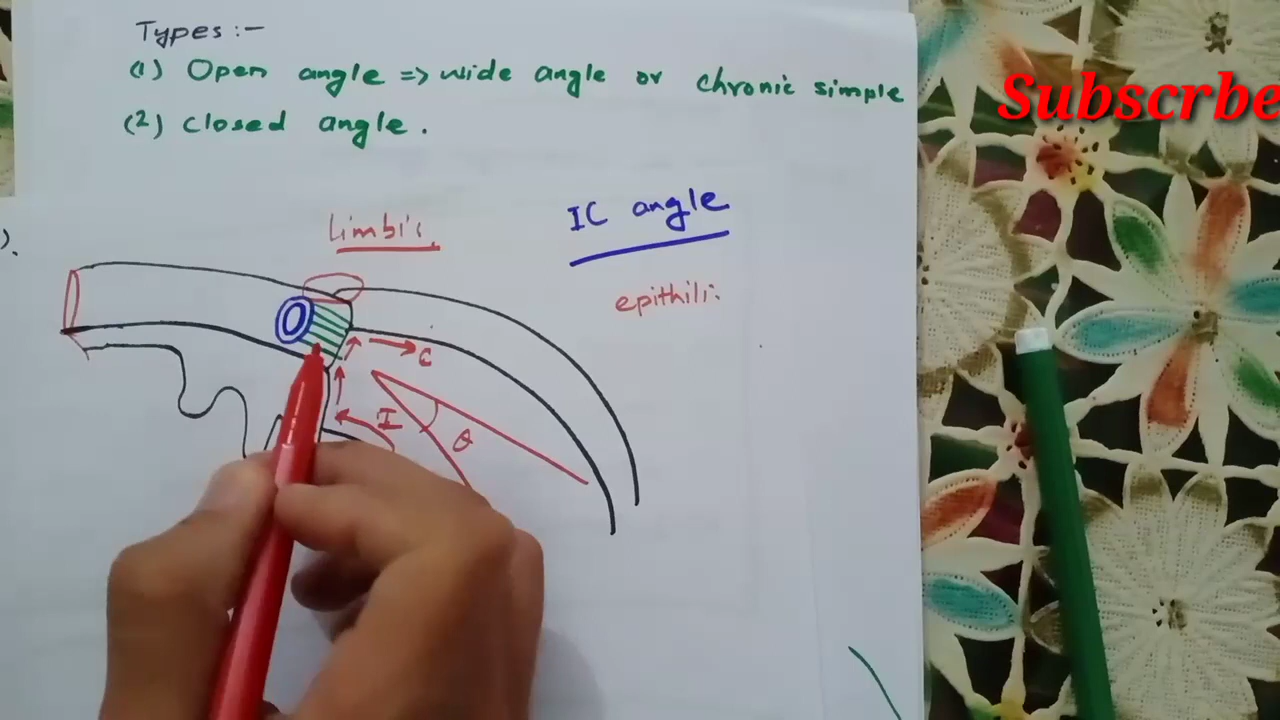 Types :-
(1) Open angle => wide angle or chronic simple
(2) Closed angle.
Subscrbe
IC angle
Limbic
epithili:
).
C
I
θ